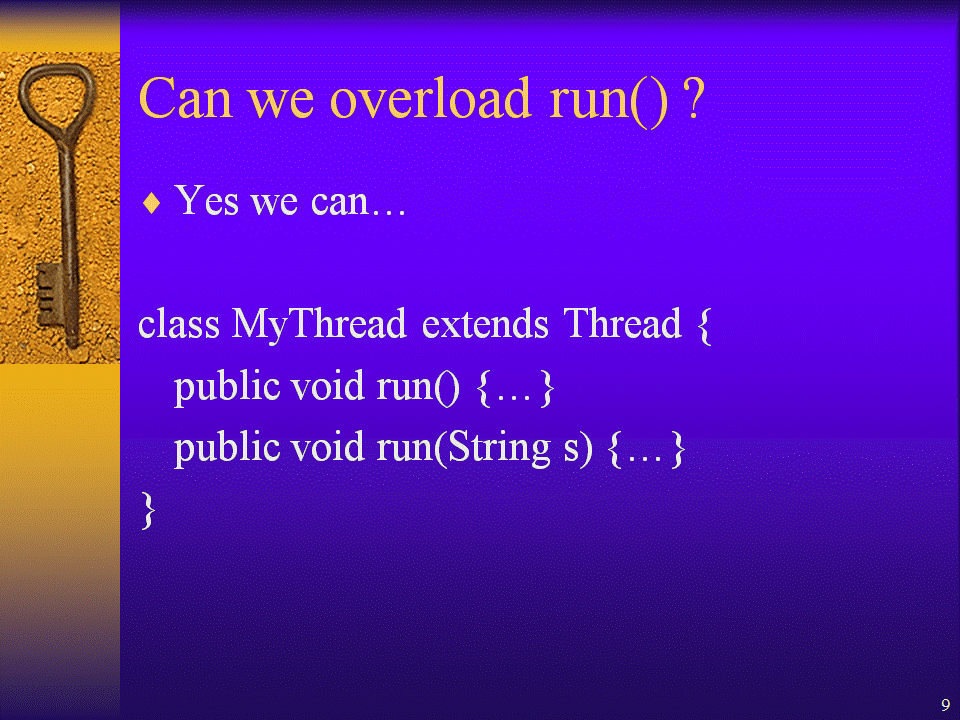 Can we overload run() ?
Yes we can…
class MyThread extends Thread {
public void run() {…}
public void run(String s) {…}
}
9